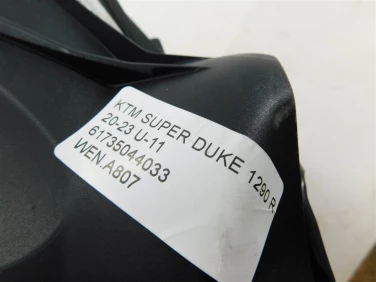 KTM SUPER DUKE 1290 R
20-23 U-11
61735044033
WEN.A807